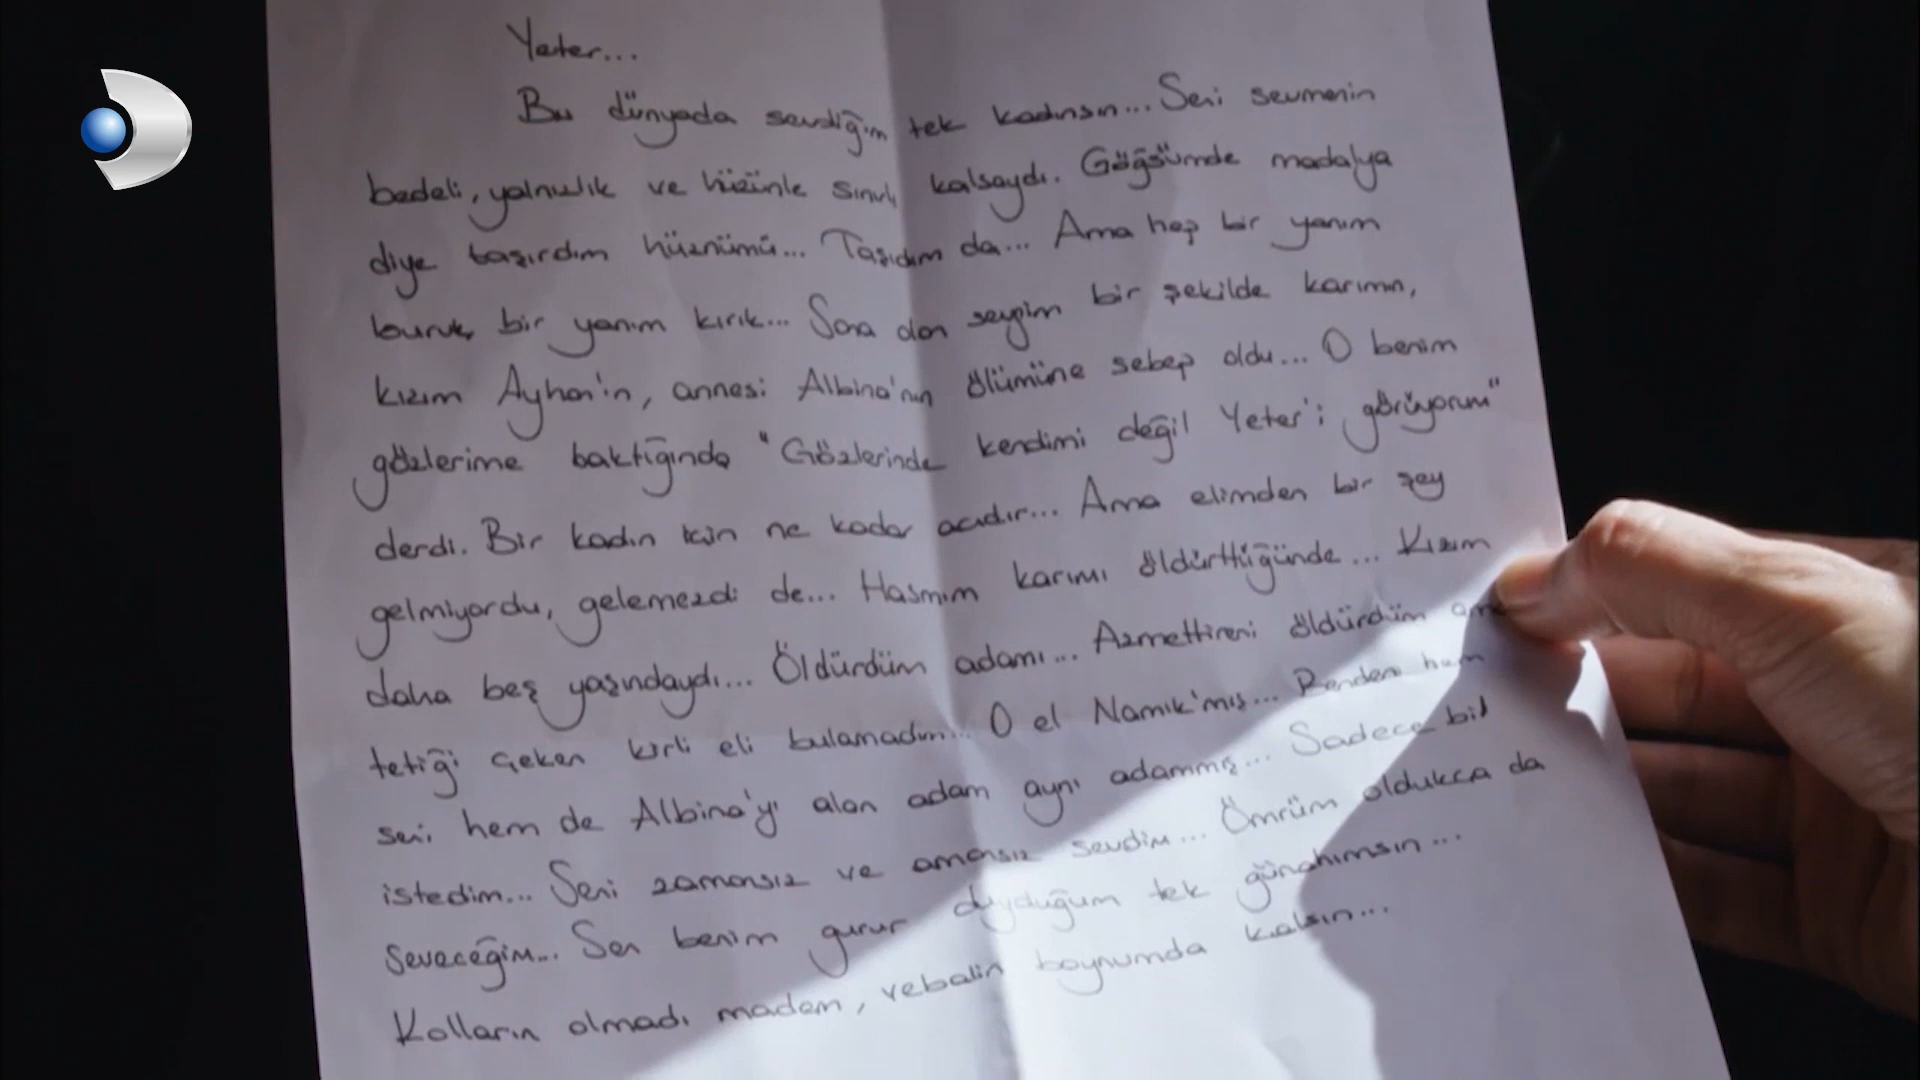 Yeter...
Bu dünyada sevdiğim tek kadınsın... Seni sevmenin
bedeli, yalnızlık ve hüzünle sınırlı kalsaydı. Göğsümde madalya
diye taşırdım hüznümü... Taşıdım da... Ama hep bir yanım
buruk, bir yanım kırık... Sana olan sevgim bir şekilde karımın,
kızım Ayhan'ın, annesi Albina'nın ölümüne sebep oldu... O benim
gözlerime baktığında "Gözlerinde kendimi değil Yeter'i görüyorum"
derdi. Bir kadın için ne kadar acıdır... Ama elimden bir şey
gelmiyordu, gelemezdi de... Hasmım karımı öldürttüğünde... Kızım
daha beş yaşındaydı... Öldürdüm adamı... Azmettireni öldürdüm ama
tetiği çeken kirli eli bulamadım... O el Namık'mış... Benden hem
seni hem de Albina'yı alan adam aynı adammış... Sadece bil
istedim... Seni zamansız ve amansız sevdim... Ömrüm oldukça da
seveceğim... Sen benim gurur duyduğum tek günahımsın...
Kolların olmadı madem, vebalin boynumda kalsın...